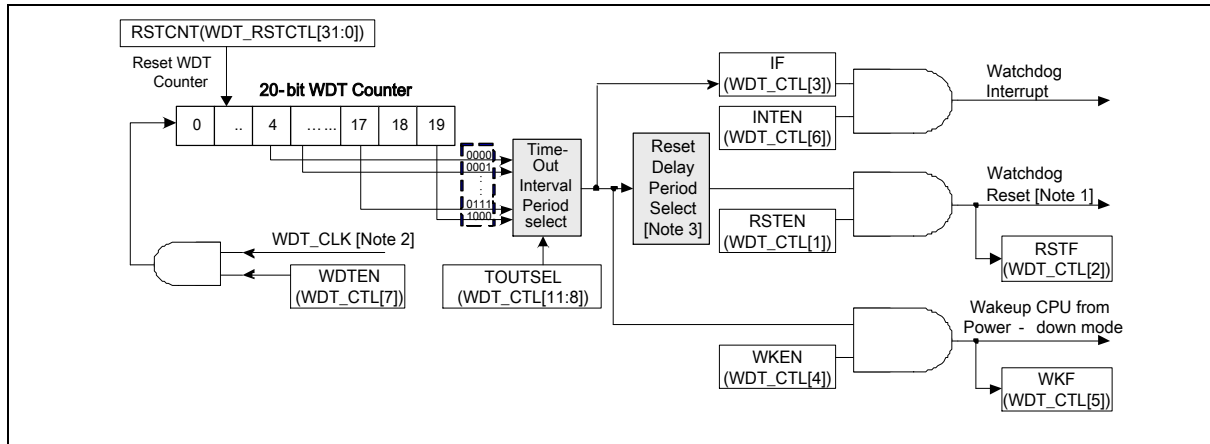 RSTCNT(WDT_RSTCTL[31:0])
Reset WDT
Counter
20-bit WDT Counter
0 .. 4 …... 17 18 19
0000
0001
:
:
0111
1000
Time-
Out
Interval
Period
select
TOUTSEL
(WDT_CTL[11:8])
WDT_CLK [Note 2]
WDTEN
(WDT_CTL[7])
Reset
Delay
Period
Select
[Note 3]
IF
(WDT_CTL[3])
INTEN
(WDT_CTL[6])
Watchdog
Interrupt
RSTEN
(WDT_CTL[1])
Watchdog
Reset [Note 1]
RSTF
(WDT_CTL[2])
WKEN
(WDT_CTL[4])
Wakeup CPU from
Power - down mode
WKF
(WDT_CTL[5])